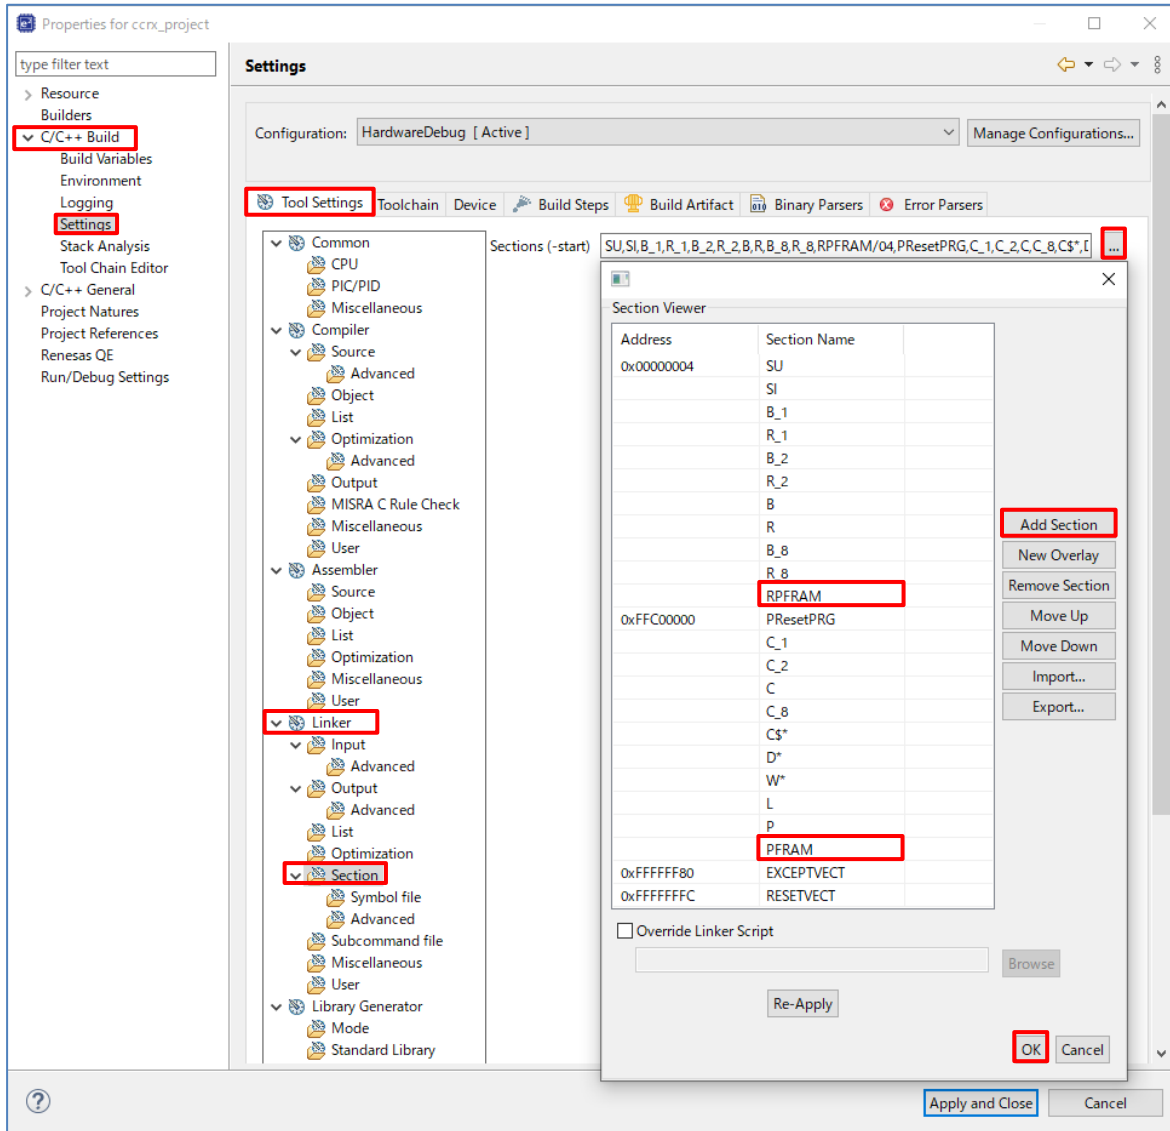 Properties for ccrx_project
type filter text
Resource
Builders
C/C++ Build
Build Variables
Environment
Logging
Settings
Stack Analysis
Tool Chain Editor
C/C++ General
Project Natures
Project References
Renesas QE
Run/Debug Settings
Settings
Configuration: HardwareDebug [ Active ] Manage Configurations...
Tool Settings Toolchain Device Build Steps Build Artifact Binary Parsers Error Parsers
Common
CPU
PIC/PID
Miscellaneous
Compiler
Source
Advanced
Object
List
Optimization
Advanced
Output
MISRA C Rule Check
Miscellaneous
User
Assembler
Source
Object
List
Optimization
Miscellaneous
User
Linker
Input
Advanced
Output
Advanced
List
Optimization
Section
Symbol file
Advanced
Subcommand file
Miscellaneous
User
Library Generator
Mode
Standard Library
Sections (-start) SU,SI,B_1,R_1,B_2,R_2,B,R,B_8,R_8,RPFRAM/04,PResetPRG,C_1,C_2,C,C_8,C$*,D ...
Section Viewer
Address Section Name
0x00000004 SU
SI
B_1
R_1
B_2
R_2
B
R
B_8
R_8
RPFRAM
0xFFC00000 PResetPRG
C_1
C_2
C
C_8
C$*
D*
W*
L
P
PFRAM
0xFFFFFF80 EXCEPTVECT
0xFFFFFFFC RESETVECT
Add Section
New Overlay
Remove Section
Move Up
Move Down
Import...
Export...
Override Linker Script
Browse
Re-Apply
OK Cancel
Apply and Close Cancel